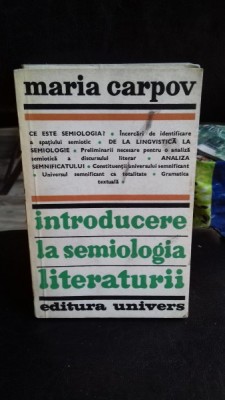 maria carpov
CE ESTE SEMIOLOGIA? • Încercări de identificare
a spațiului semiotic • DE LA LINGVISTICĂ LA
SEMIOLOGIE • Preliminarii necesare pentru o analiză
semiotică a discursului literar • ANALIZA
SEMNIFICATULUI • Constituenții universului semnificant
• Universul semnificant ca totalitate • Gramatica
textuală •
introducere
la semiologia
literaturii
editura univers